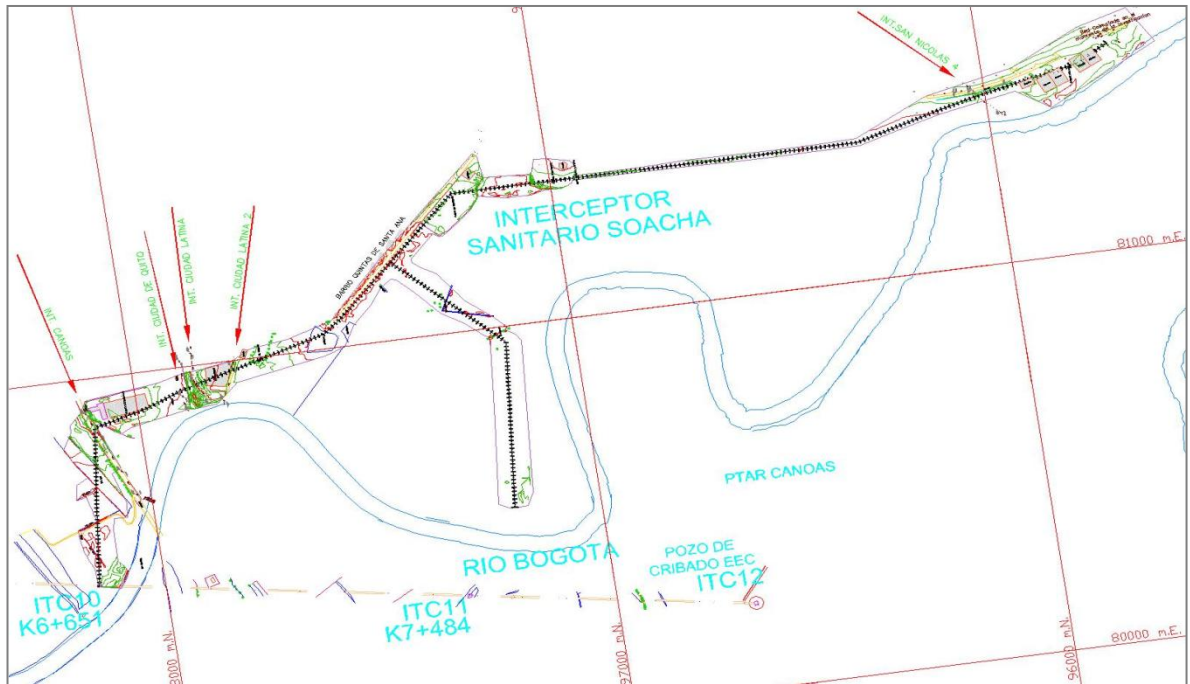 INT.SAN NICOLAS 4
INTERCEPTOR
SANITARIO SOACHA
BARRIO QUINTAS DE SANTA ANA
INT. CIUDAD LATINA 2
INT. CIUDAD LATINA
INT. CIUDAD DE QUITO
INT CANOAS
81000 m.E.
PTAR CANOAS
RIO BOGOTA
POZO DE
CRIBADO EEC
ITC12
ITC10
K6+651
ITC11
K7+484
97000 m.N.
96000 m.N.
80000 m.E.